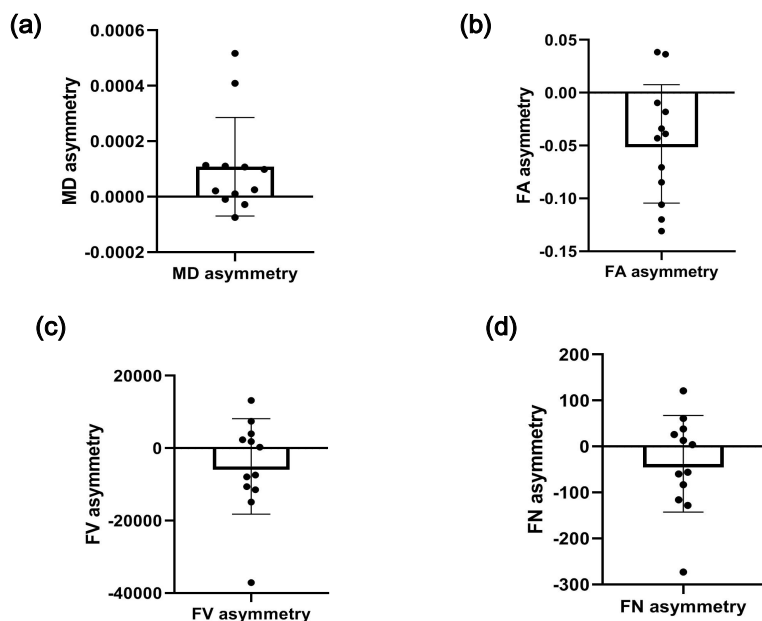 (a)
0.0006
0.0004
0.0002
0.0000
-0.0002
MD asymmetry
MD asymmetry
(b)
0.05
0.00
-0.05
-0.10
-0.15
FA asymmetry
FA asymmetry
(c)
20000
0
-20000
-40000
FV asymmetry
FV asymmetry
(d)
200
100
0
-100
-200
-300
FN asymmetry
FN asymmetry